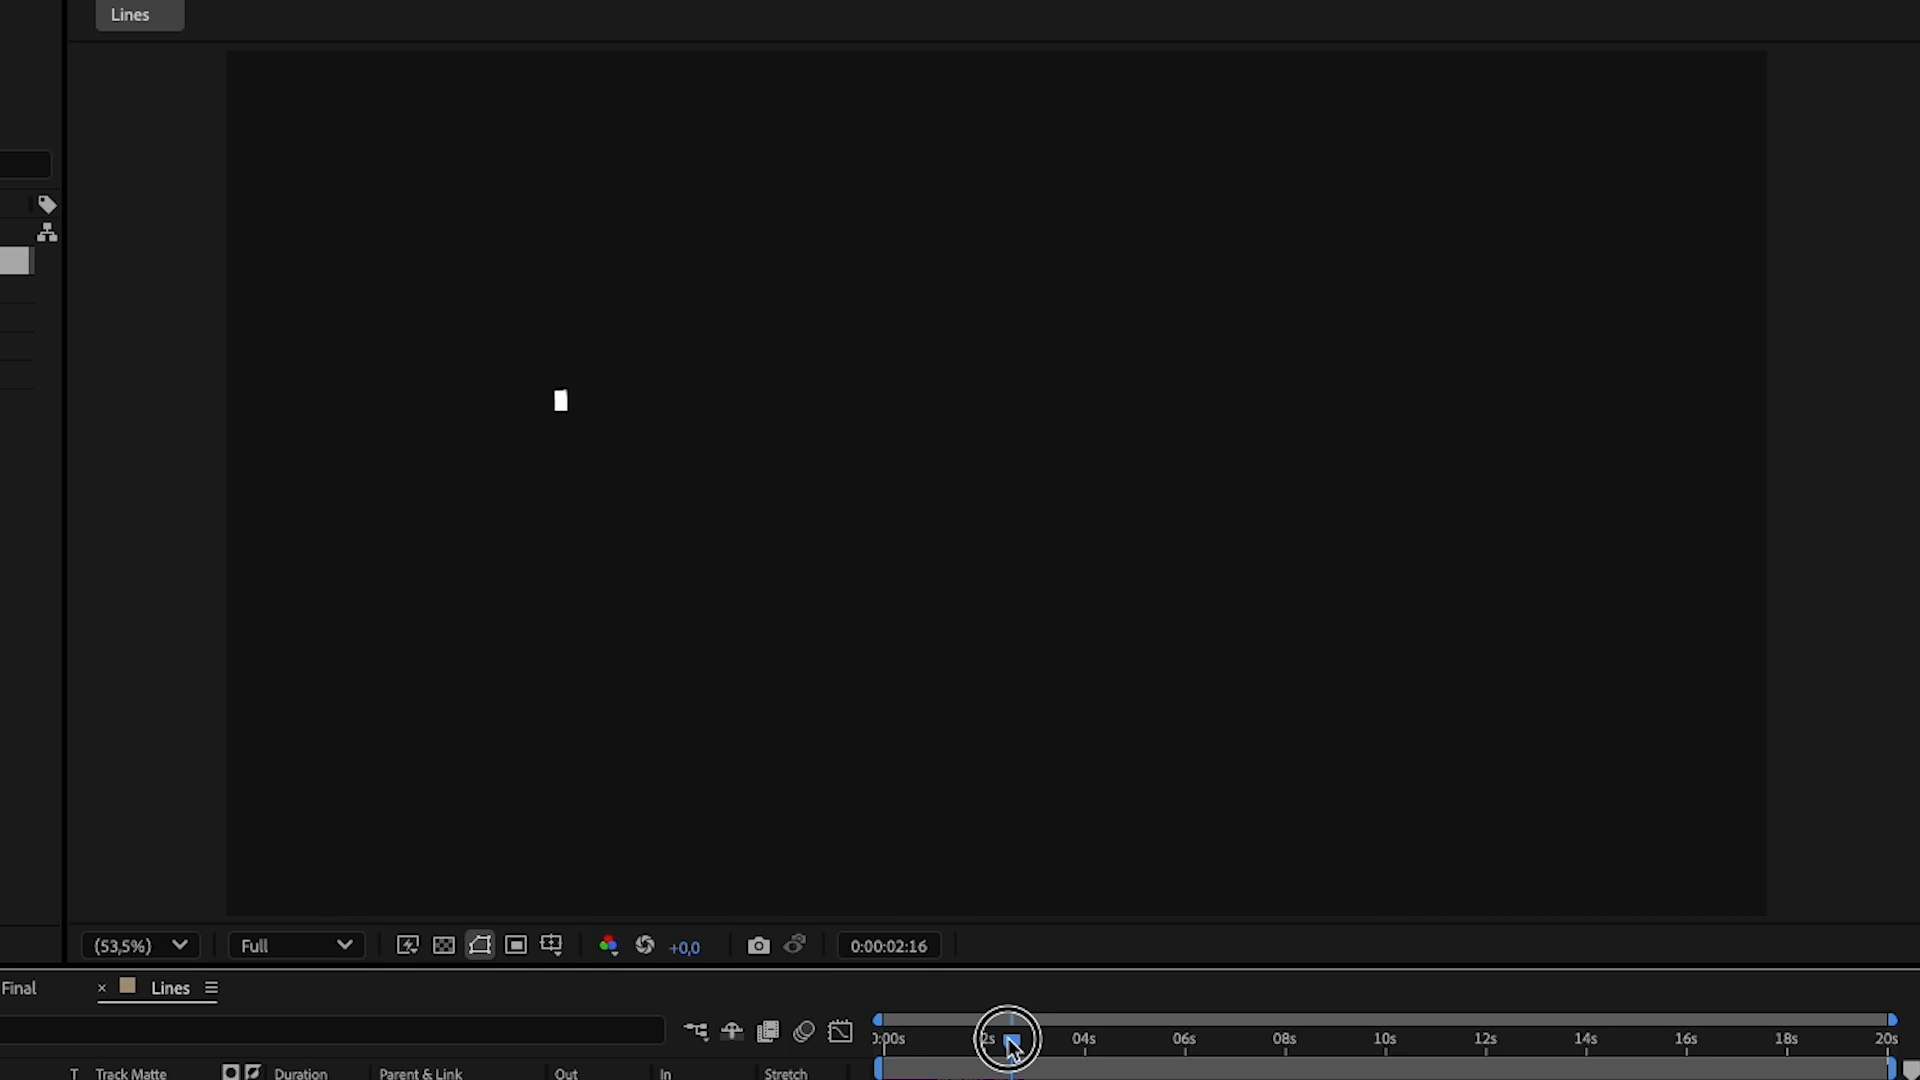 Lines
(53,5%)
Full
+0,0
0:00:02:16
Final
× Lines
0:00s 2s 04s 06s 08s 10s 12s 14s 16s 18s 20s
T Track Matte Duration Parent & Link Out In Stretch